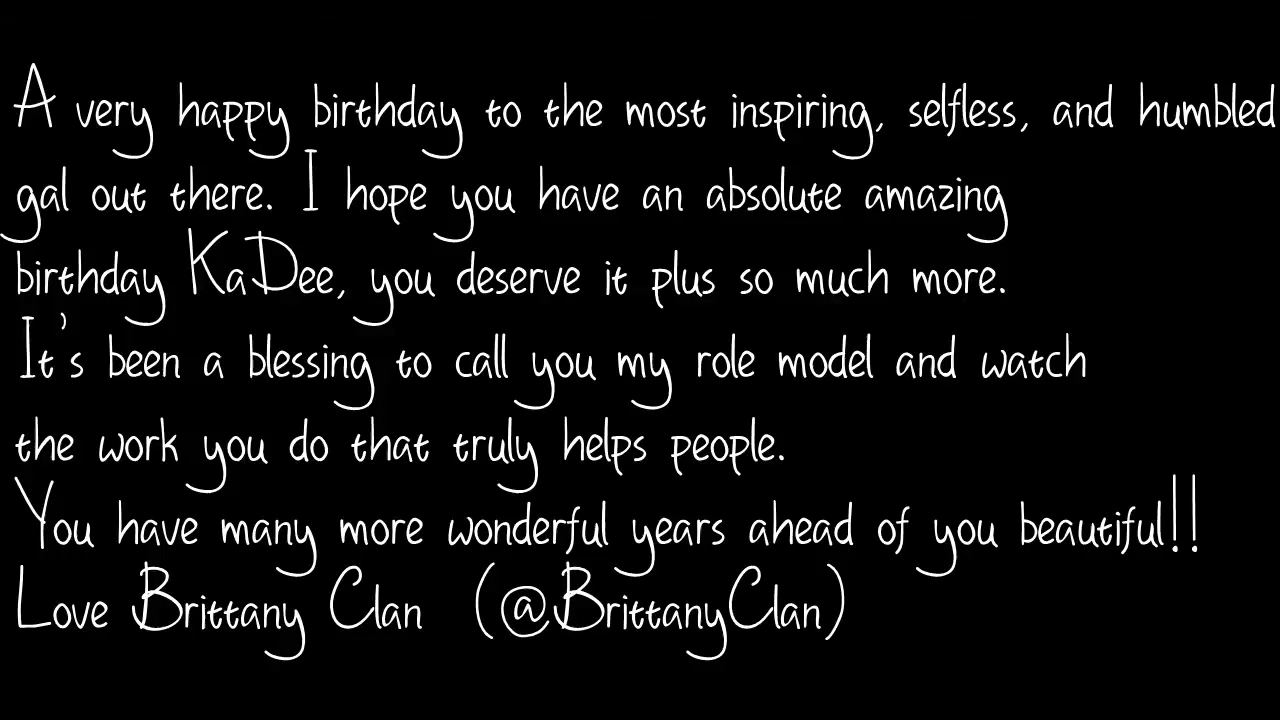 A very happy birthday to the most inspiring, selfless, and humbled
gal out there. I hope you have an absolute amazing
birthday KaDee, you deserve it plus so much more.
It's been a blessing to call you my role model and watch
the work you do that truly helps people.
You have many more wonderful years ahead of you beautiful!!
Love Brittany Clan (@BrittanyClan)